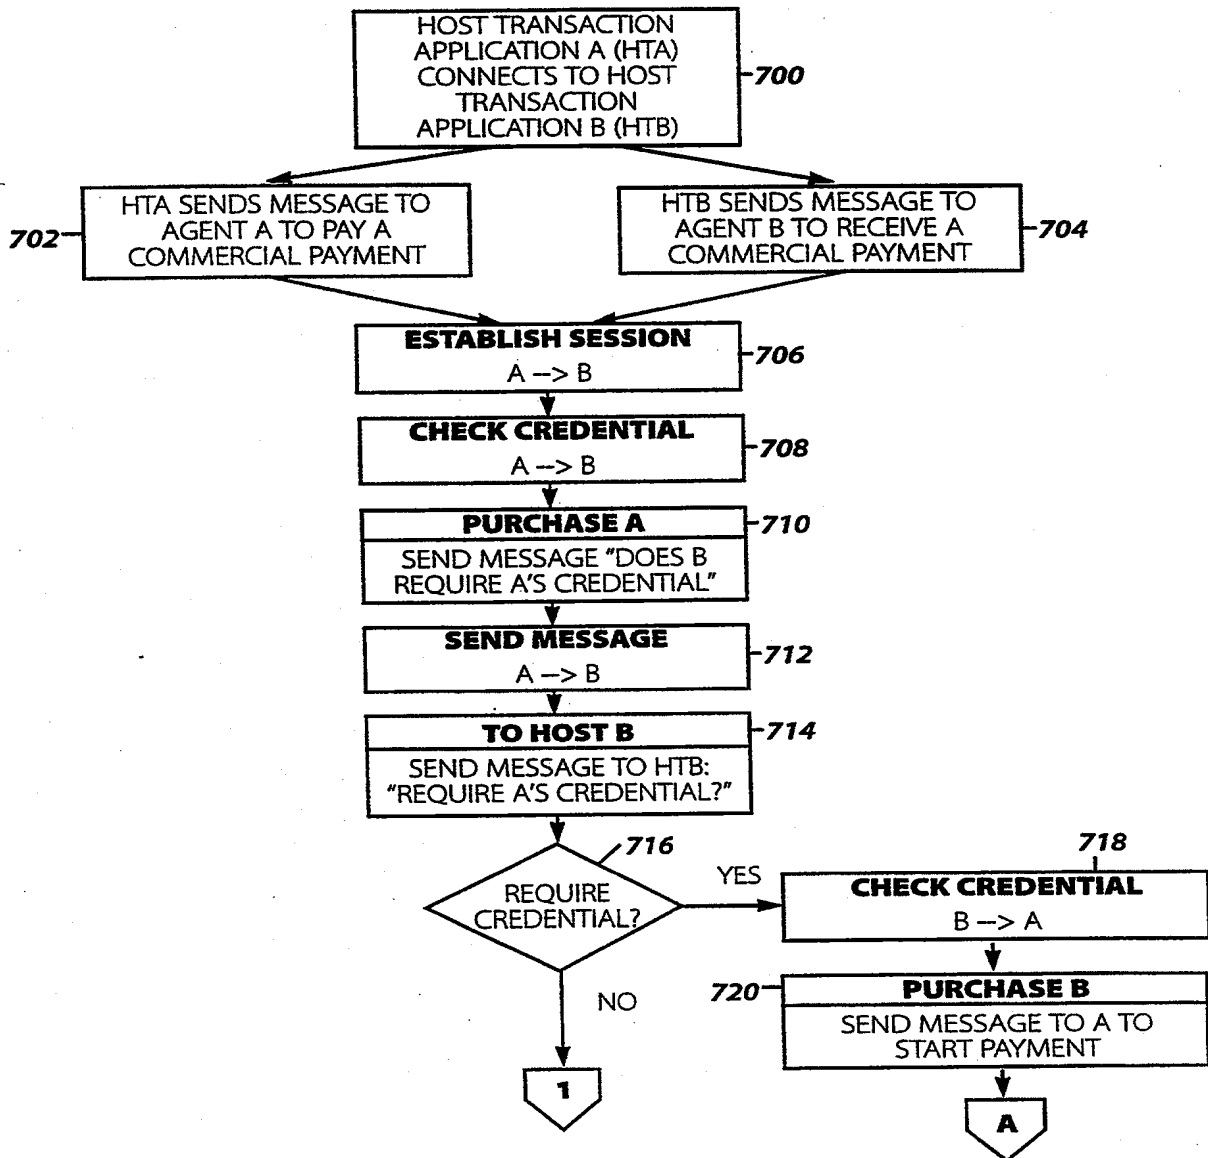 HOST TRANSACTION
APPLICATION A (HTA)
CONNECTS TO HOST
TRANSACTION
APPLICATION B (HTB)
700
HTA SENDS MESSAGE TO
AGENT A TO PAY A
COMMERCIAL PAYMENT
702
HTB SENDS MESSAGE TO
AGENT B TO RECEIVE A
COMMERCIAL PAYMENT
704
ESTABLISH SESSION
A --> B
706
CHECK CREDENTIAL
A --> B
708
PURCHASE A
710
SEND MESSAGE "DOES B
REQUIRE A'S CREDENTIAL"
SEND MESSAGE
A --> B
712
TO HOST B
714
SEND MESSAGE TO HTB:
"REQUIRE A'S CREDENTIAL?"
716
REQUIRE
CREDENTIAL?
YES
718
CHECK CREDENTIAL
B --> A
NO
720
PURCHASE B
SEND MESSAGE TO A TO
START PAYMENT
1
A